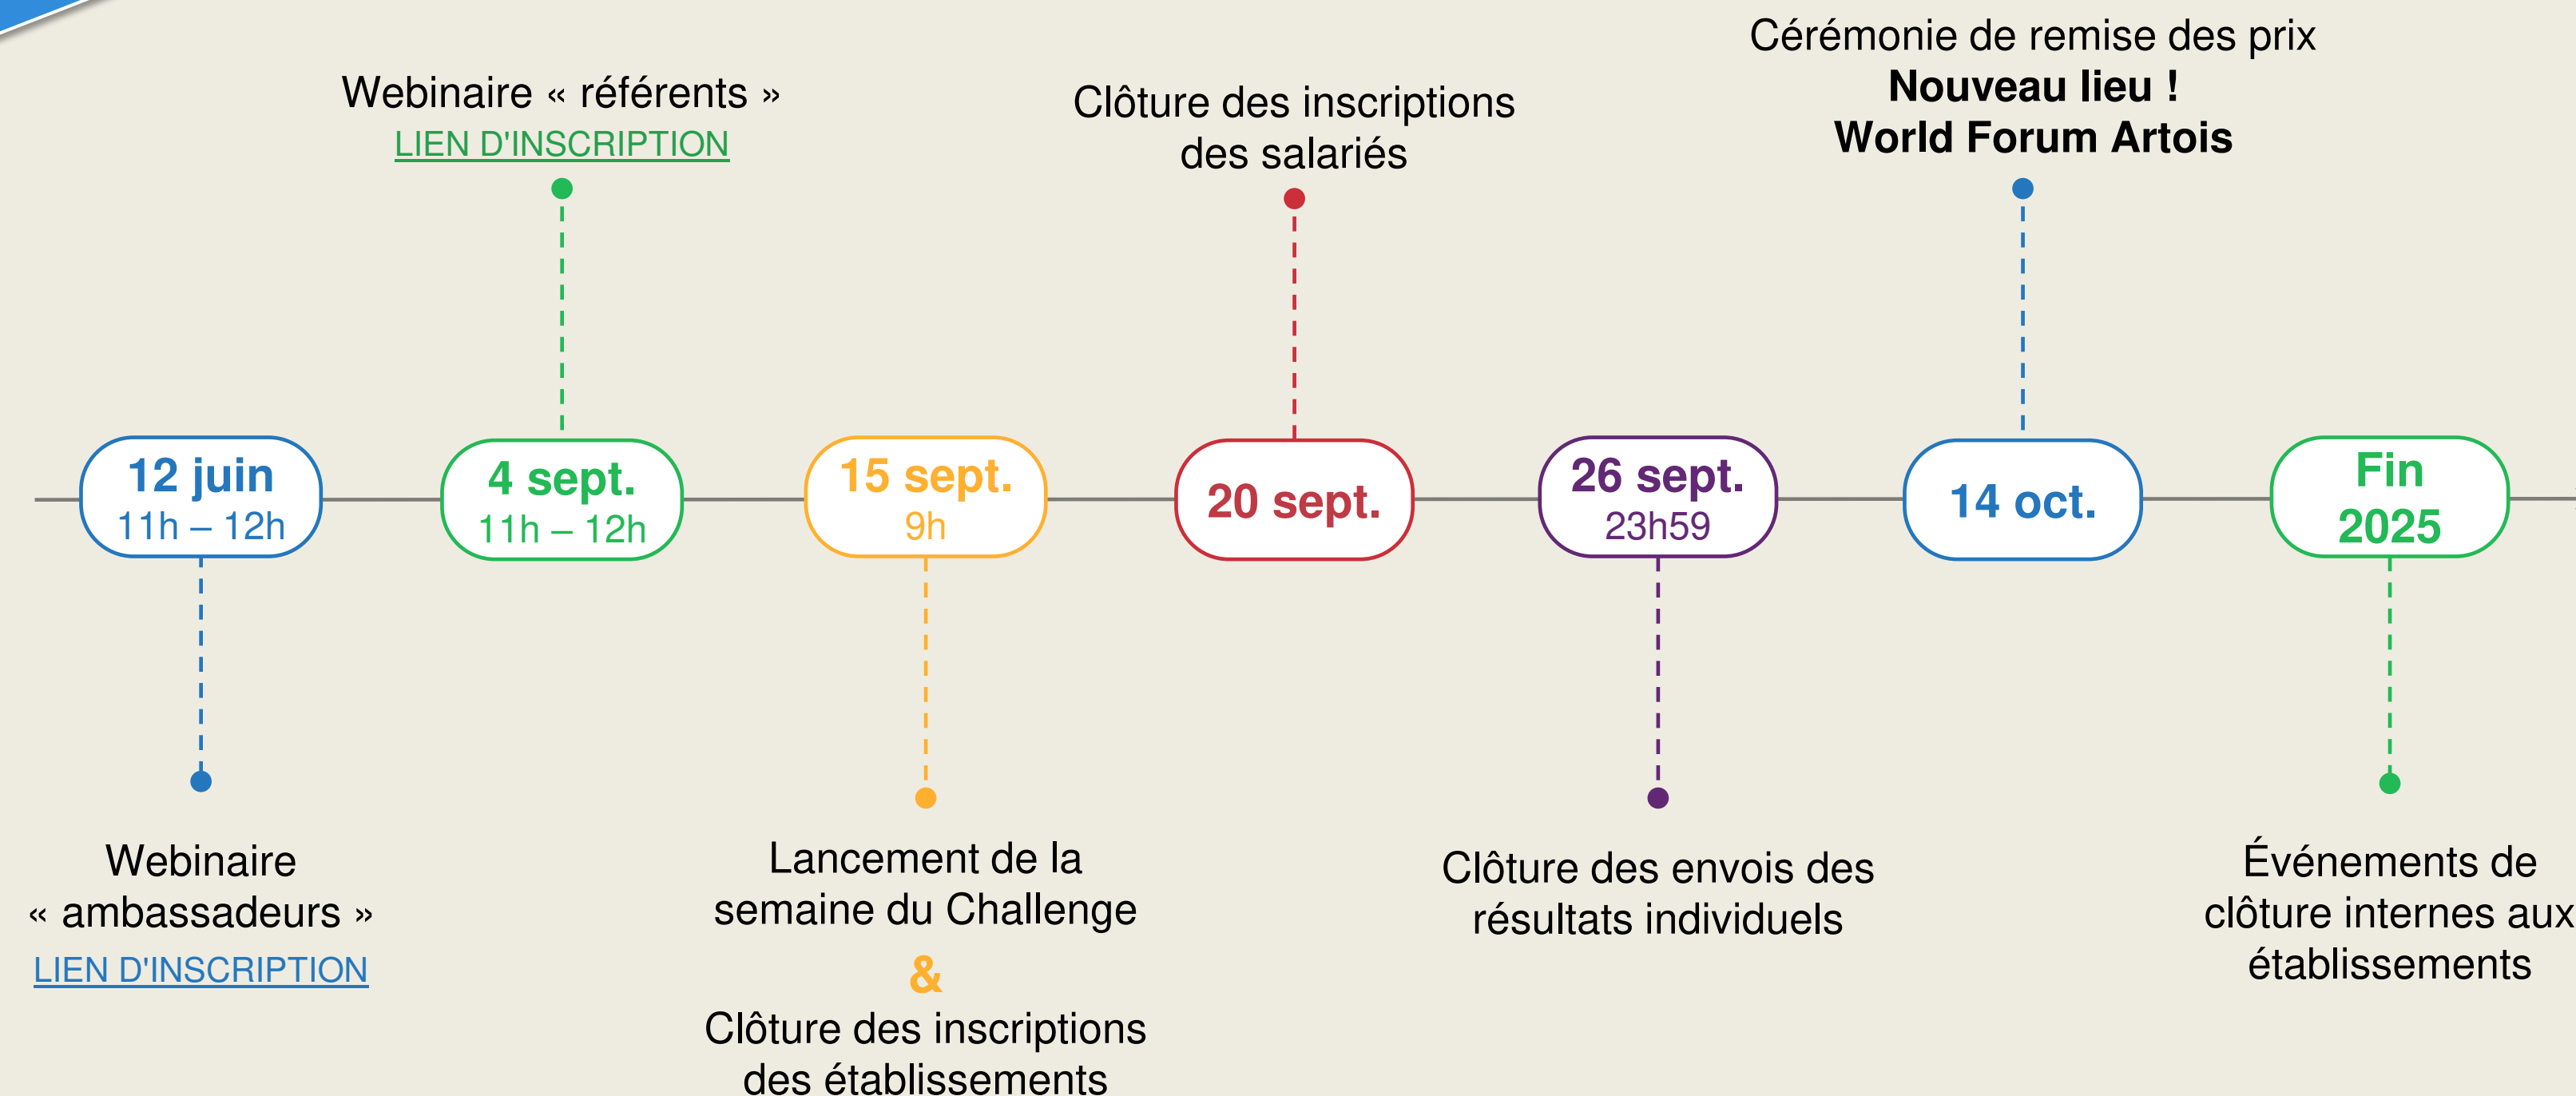 Webinaire « référents »
LIEN D'INSCRIPTION
Clôture des inscriptions
des salariés
Cérémonie de remise des prix
Nouveau lieu !
World Forum Artois
12 juin
11h – 12h
4 sept.
11h – 12h
15 sept.
9h
20 sept.
26 sept.
23h59
14 oct.
Fin
2025
Webinaire
« ambassadeurs »
LIEN D'INSCRIPTION
Lancement de la
semaine du Challenge
&
Clôture des inscriptions
des établissements
Clôture des envois des
résultats individuels
Événements de
clôture internes aux
établissements